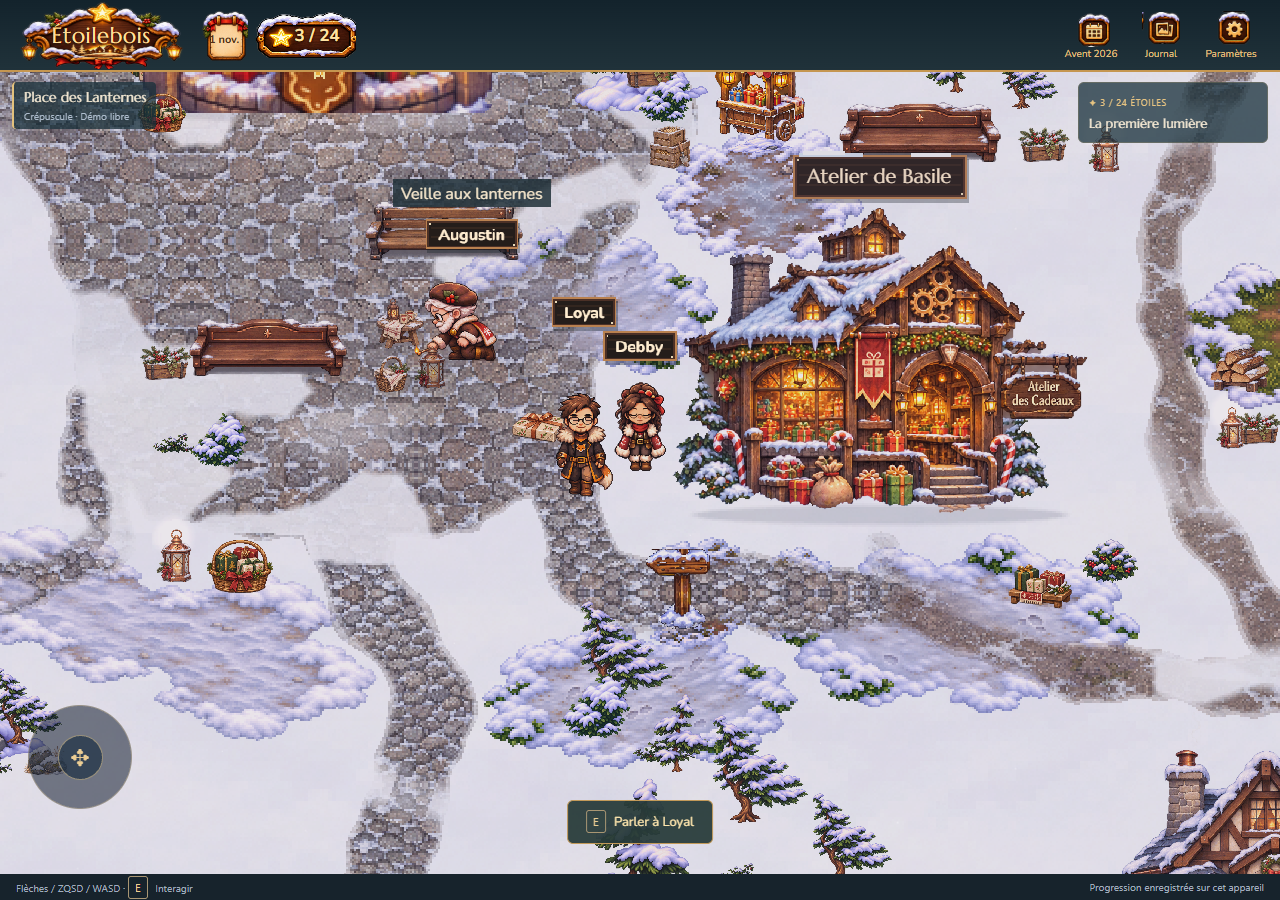 Etoilebois
1 nov.
3 / 24
Avent 2026
Journal
Paramètres
Place des Lanternes
Crépuscule · Démo libre
✦ 3 / 24 ÉTOILES
La première lumière
Atelier de Basile
Veille aux lanternes
Augustin
Loyal
Debby
Atelier
des Cadeaux
E Parler à Loyal
Flèches / ZQSD / WASD · E Interagir
Progression enregistrée sur cet appareil